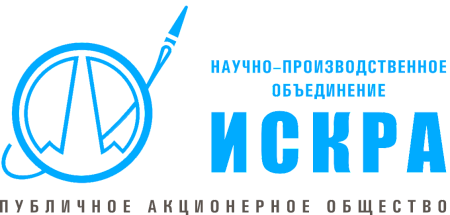 НАУЧНО-ПРОИЗВОДСТВЕННОЕ
ОБЪЕДИНЕНИЕ
ИСКРА
ПУБЛИЧНОЕ АКЦИОНЕРНОЕ ОБЩЕСТВО